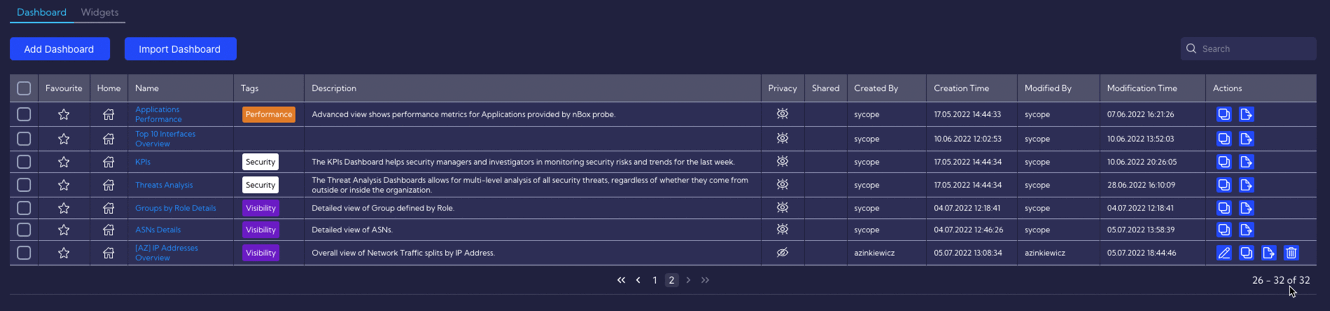 Dashboard Widgets
Add Dashboard Import Dashboard Search
Favourite Home Name Tags Description Privacy Shared Created By Creation Time Modified By Modification Time Actions
Applications
Performance Performance Advanced view shows performance metrics for Applications provided by nBox probe. sycope 17.05.2022 14:44:33 sycope 07.06.2022 16:21:26
Top 10 Interfaces
Overview sycope 10.06.2022 12:02:53 sycope 10.06.2022 13:52:03
KPIs Security The KPIs Dashboard helps security managers and investigators in monitoring security risks and trends for the last week. sycope 17.05.2022 14:44:34 sycope 10.06.2022 20:26:05
Threats Analysis Security The Threat Analysis Dashboards allows for multi-level analysis of all security threats, regardless of whether they come from
outside or inside the organization. sycope 17.05.2022 14:44:34 sycope 28.06.2022 16:10:09
Groups by Role Details Visibility Detailed view of Group defined by Role. sycope 04.07.2022 12:18:41 sycope 04.07.2022 12:18:41
ASNs Details Visibility Detailed view of ASNs. sycope 04.07.2022 12:46:26 sycope 05.07.2022 13:58:39
[AZ] IP Addresses
Overview Visibility Overall view of Network Traffic splits by IP Address. azinkiewicz 05.07.2022 13:08:34 azinkiewicz 05.07.2022 18:44:46
1 2 26 - 32 of 32